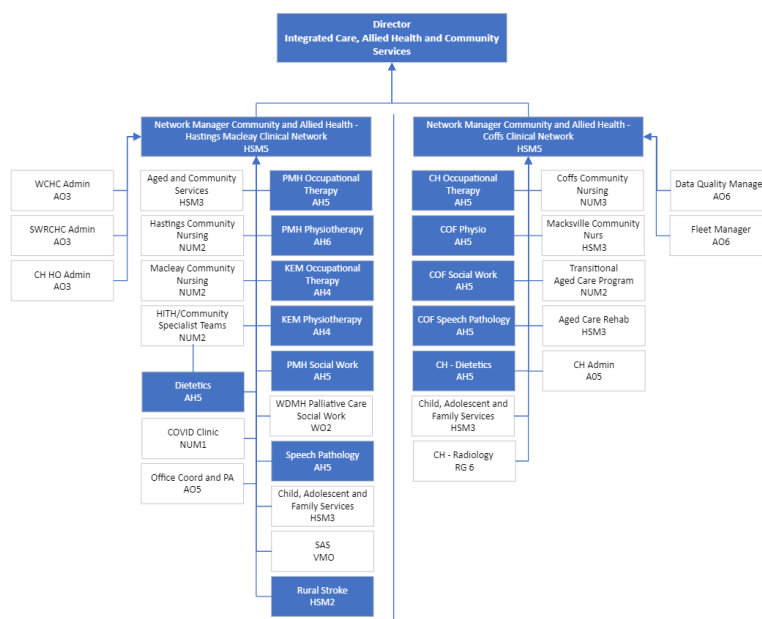 Director
Integrated Care, Allied Health and Community
Services
Network Manager Community and Allied Health -
Hastings Macleay Clinical Network
HSM5
Network Manager Community and Allied Health -
Coffs Clinical Network
HSM5
WCHC Admin
AO3
SWRCHC Admin
AO3
CH HO Admin
AO3
Aged and Community
Services
HSM3
Hastings Community
Nursing
NUM2
Macleay Community
Nursing
NUM2
HITH/Community
Specialist Teams
NUM2
Dietetics
AH5
COVID Clinic
NUM1
Office Coord and PA
AO5
PMH Occupational
Therapy
AH5
PMH Physiotherapy
AH6
KEM Occupational
Therapy
AH4
KEM Physiotherapy
AH4
PMH Social Work
AH5
WDMH Palliative Care
Social Work
WO2
Speech Pathology
AH5
Child, Adolescent and
Family Services
HSM3
SAS
VMO
Rural Stroke
HSM2
CH Occupational
Therapy
AH5
COF Physio
AH5
COF Social Work
AH5
COF Speech Pathology
AH5
CH - Dietetics
AH5
Child, Adolescent and
Family Services
HSM3
CH - Radiology
RG 6
Coffs Community
Nursing
NUM3
Macksville Community
Nurs
HSM3
Transitional
Aged Care Program
NUM2
Aged Care Rehab
HSM3
CH Admin
A05
Data Quality Manage
AO6
Fleet Manager
AO6